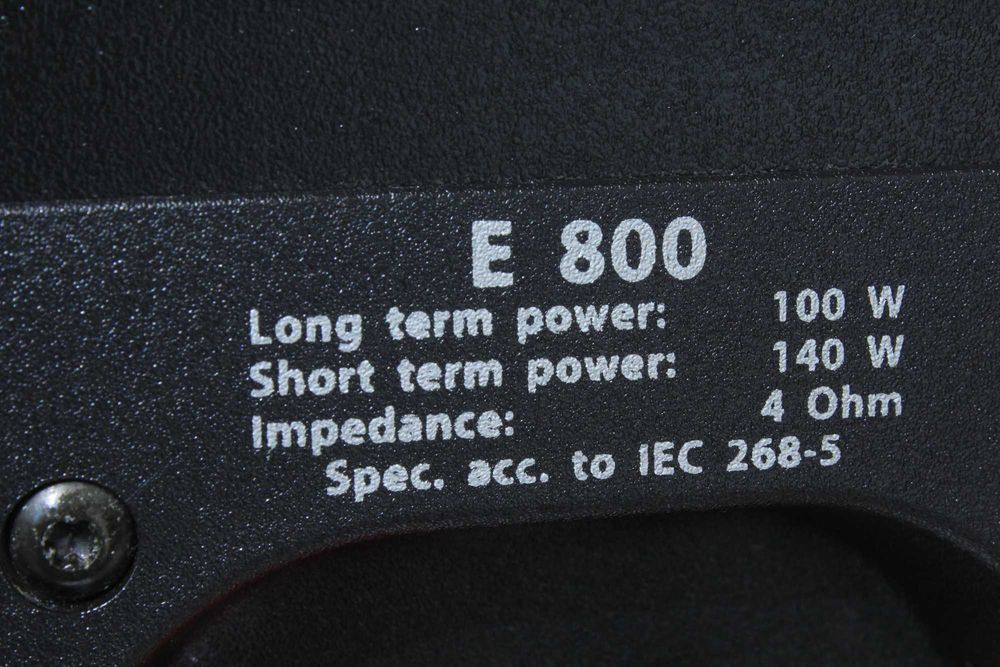 E 800
Long term power: 100 W
Short term power: 140 W
Impedance: 4 Ohm
Spec. acc. to IEC 268-5